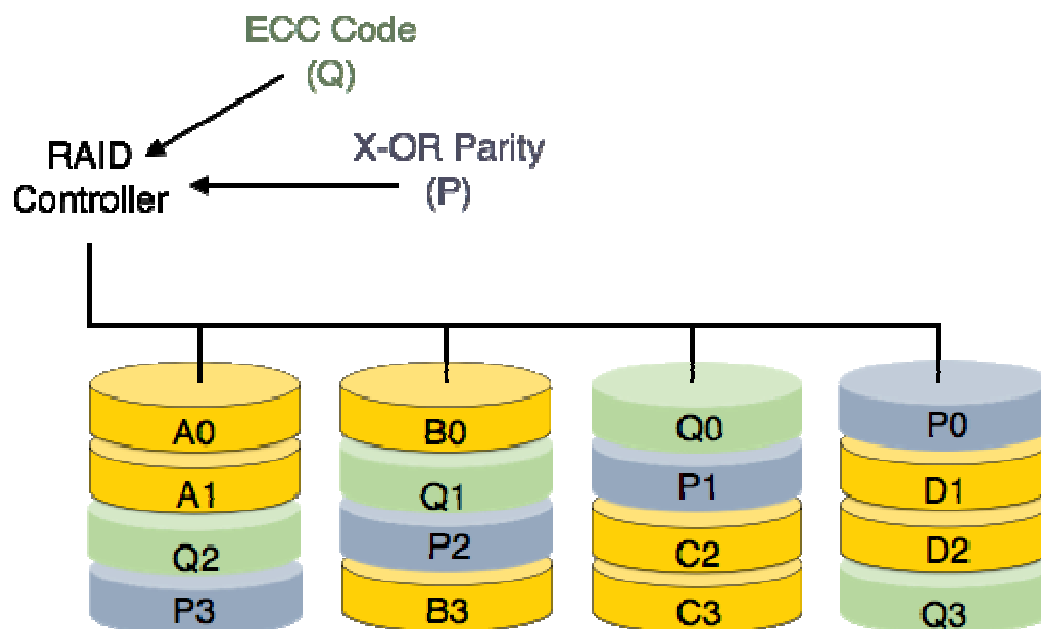 ECC Code
(Q)
X-OR Parity
(P)
RAID
Controller
A0
B0
Q0
P0
A1
Q1
P1
D1
Q2
P2
C2
D2
P3
B3
C3
Q3